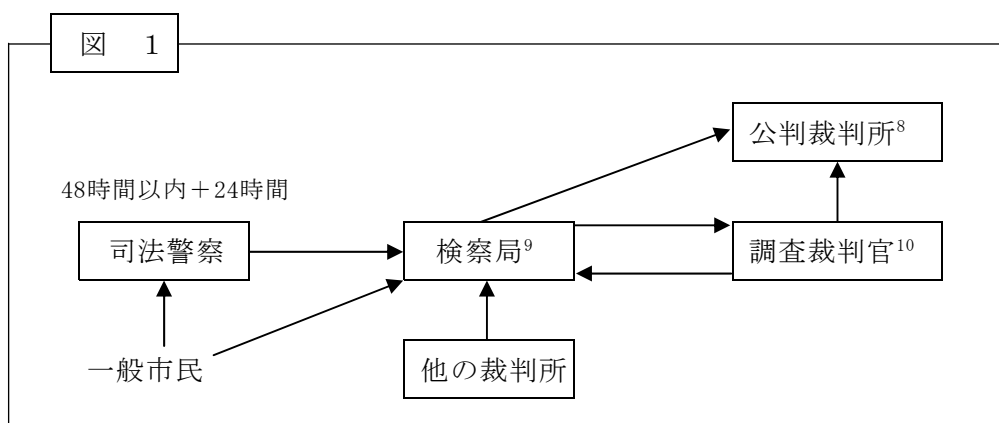 図 1
公判裁判所8
48時間以内＋24時間
司法警察
検察局9
調査裁判官10
一般市民
他の裁判所